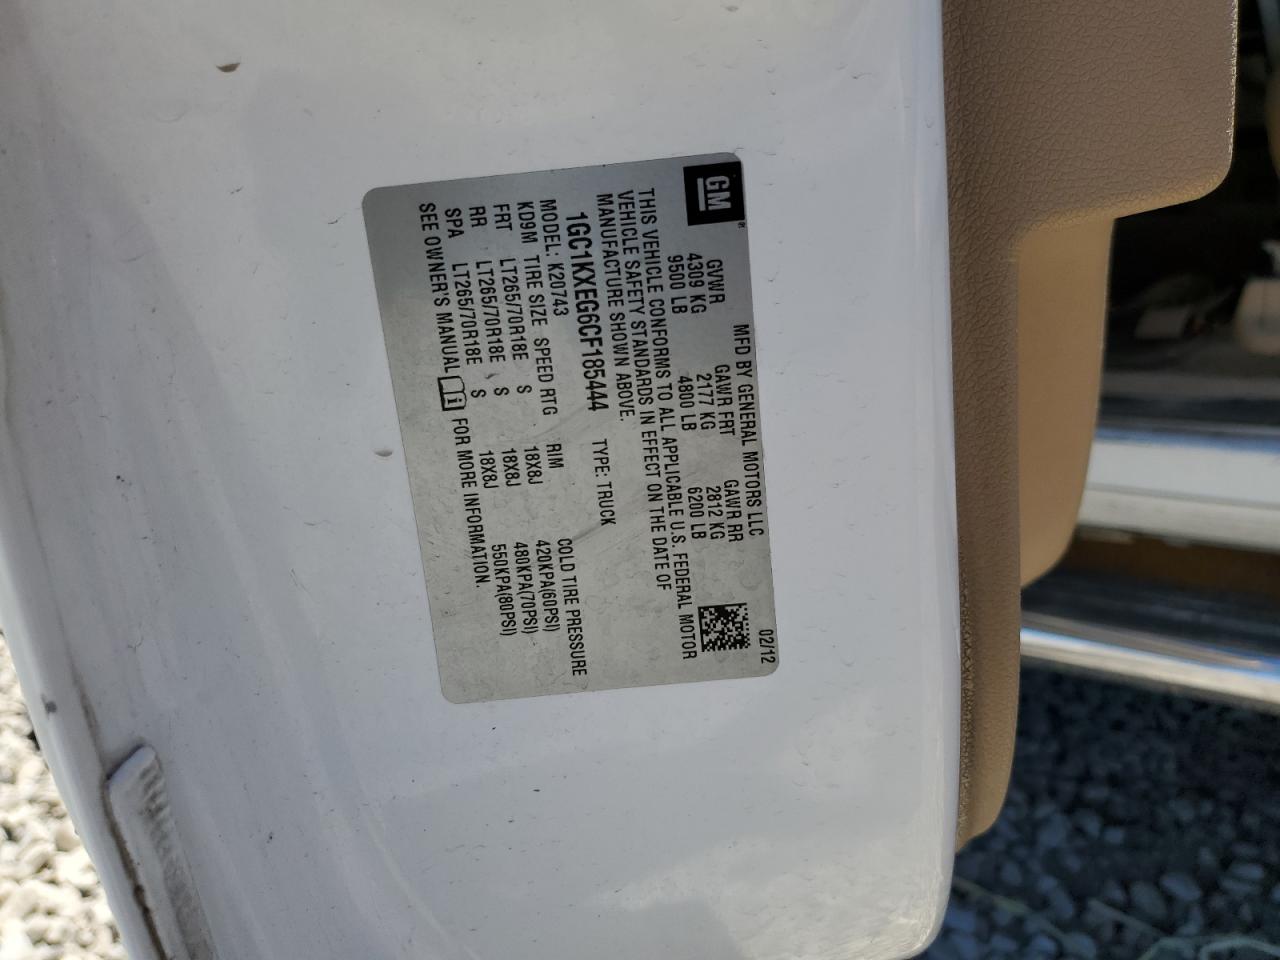 MFD BY GENERAL MOTORS LLC 02/12
GM®
GVWR GAWR FRT GAWR RR
4309 KG 2177 KG 2812 KG
9500 LB 4800 LB 6200 LB
THIS VEHICLE CONFORMS TO ALL APPLICABLE U.S. FEDERAL MOTOR
VEHICLE SAFETY STANDARDS IN EFFECT ON THE DATE OF
MANUFACTURE SHOWN ABOVE.
1GC1KXEG6CF185444 TYPE: TRUCK
MODEL: K20743
KD9M TIRE SIZE SPEED RTG RIM COLD TIRE PRESSURE
FRT LT265/70R18E S 18X8J 420KPA(60PSI)
RR LT265/70R18E S 18X8J 480KPA(70PSI)
SPA LT265/70R18E S 18X8J 550KPA(80PSI)
SEE OWNER'S MANUAL i FOR MORE INFORMATION.